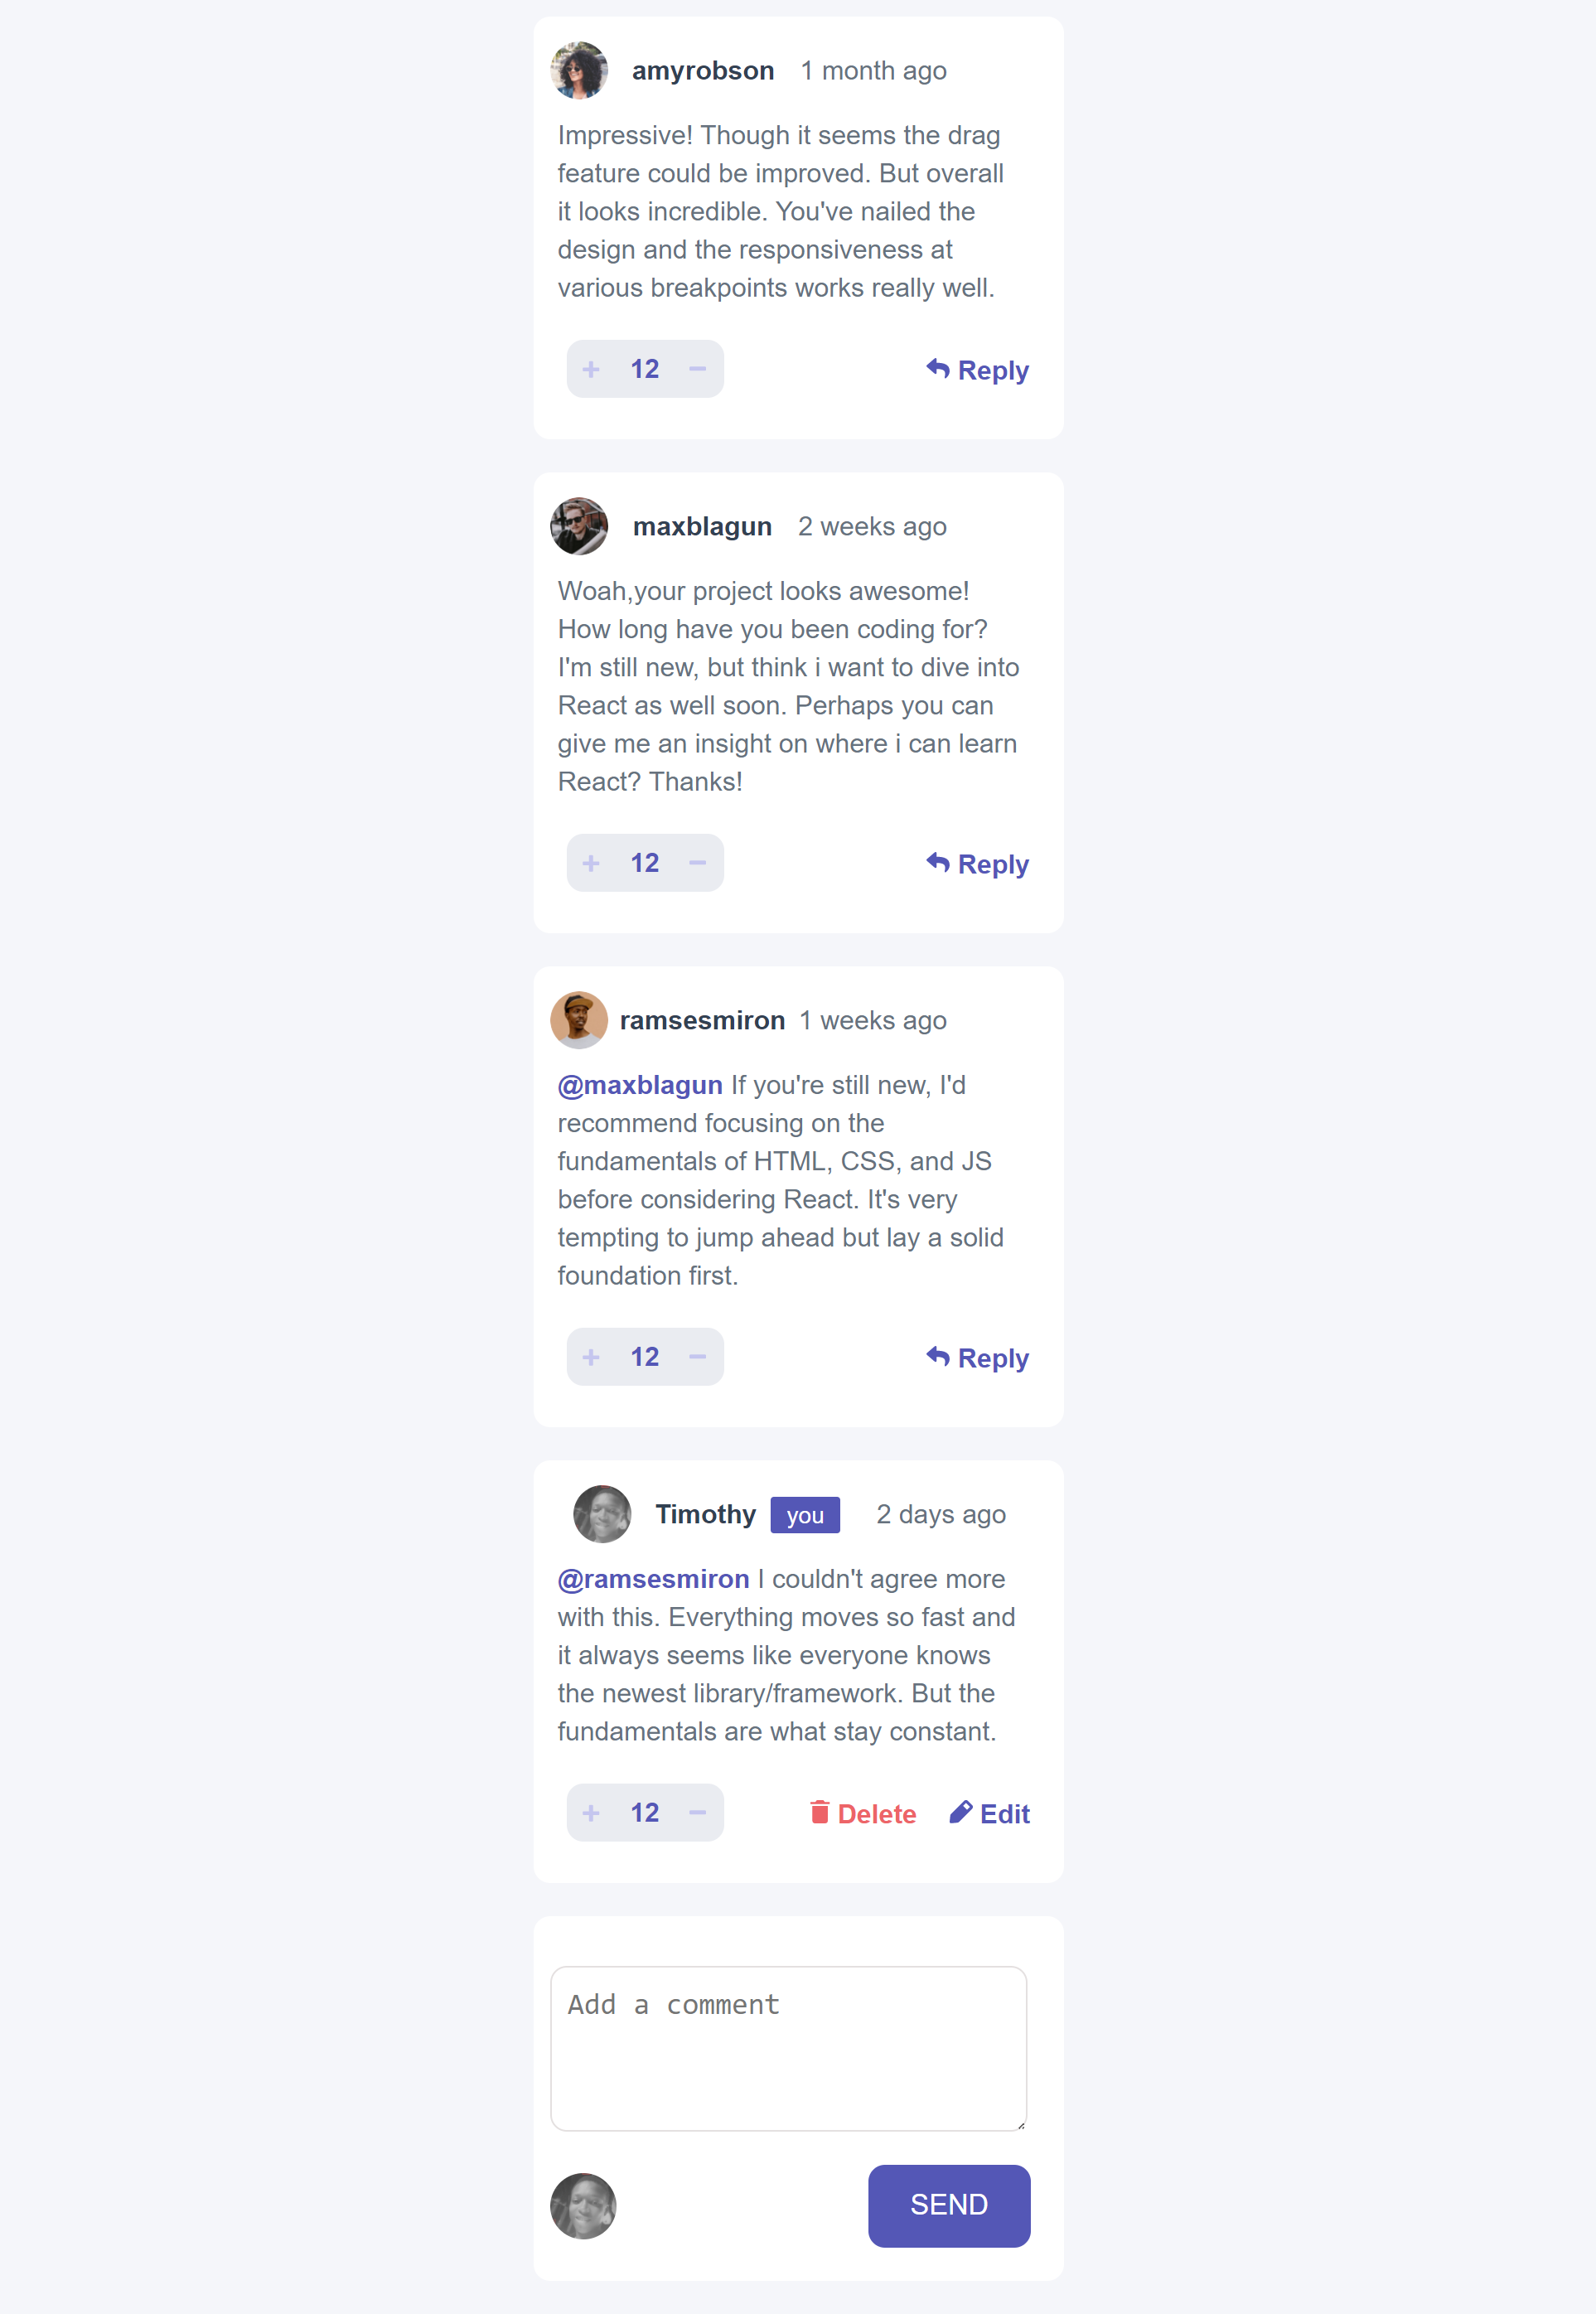 amyrobson 1 month ago
Impressive! Though it seems the drag
feature could be improved. But overall
it looks incredible. You've nailed the
design and the responsiveness at
various breakpoints works really well.
+ 12 − Reply
maxblagun 2 weeks ago
Woah,your project looks awesome!
How long have you been coding for?
I'm still new, but think i want to dive into
React as well soon. Perhaps you can
give me an insight on where i can learn
React? Thanks!
+ 12 − Reply
ramsesmiron 1 weeks ago
@maxblagun If you're still new, I'd
recommend focusing on the
fundamentals of HTML, CSS, and JS
before considering React. It's very
tempting to jump ahead but lay a solid
foundation first.
+ 12 − Reply
Timothy you 2 days ago
@ramsesmiron I couldn't agree more
with this. Everything moves so fast and
it always seems like everyone knows
the newest library/framework. But the
fundamentals are what stay constant.
+ 12 − Delete Edit
Add a comment
SEND